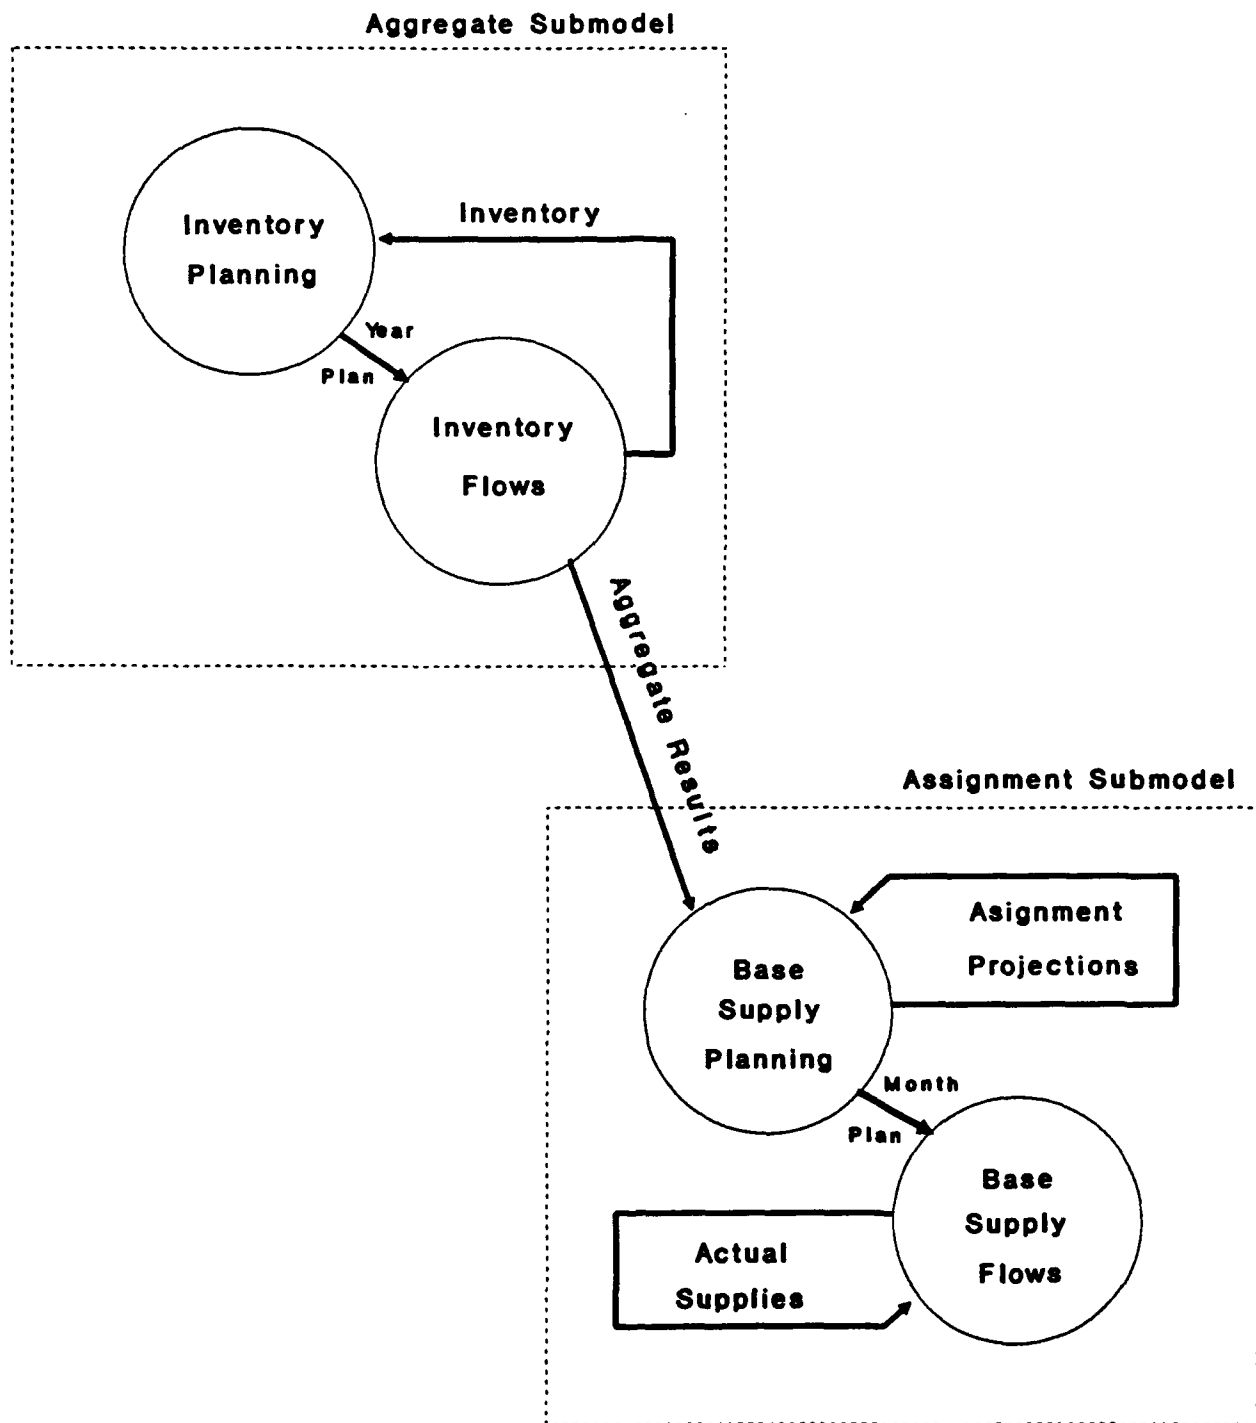 Aggregate Submodel
Inventory
Planning
Inventory
Year
Plan
Inventory
Flows
Aggregate Results
Assignment Submodel
Asignment
Projections
Base
Supply
Planning
Month
Plan
Base
Supply
Flows
Actual
Supplies